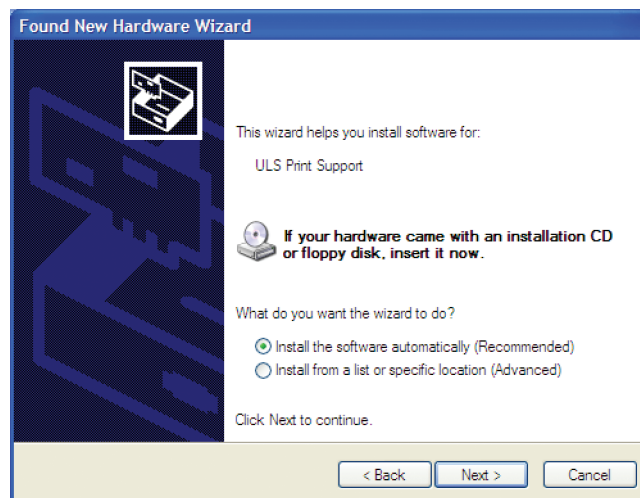 Found New Hardware Wizard
This wizard helps you install software for:
ULS Print Support
If your hardware came with an installation CD
or floppy disk, insert it now.
What do you want the wizard to do?
Install the software automatically (Recommended)
Install from a list or specific location (Advanced)
Click Next to continue.
< Back Next > Cancel